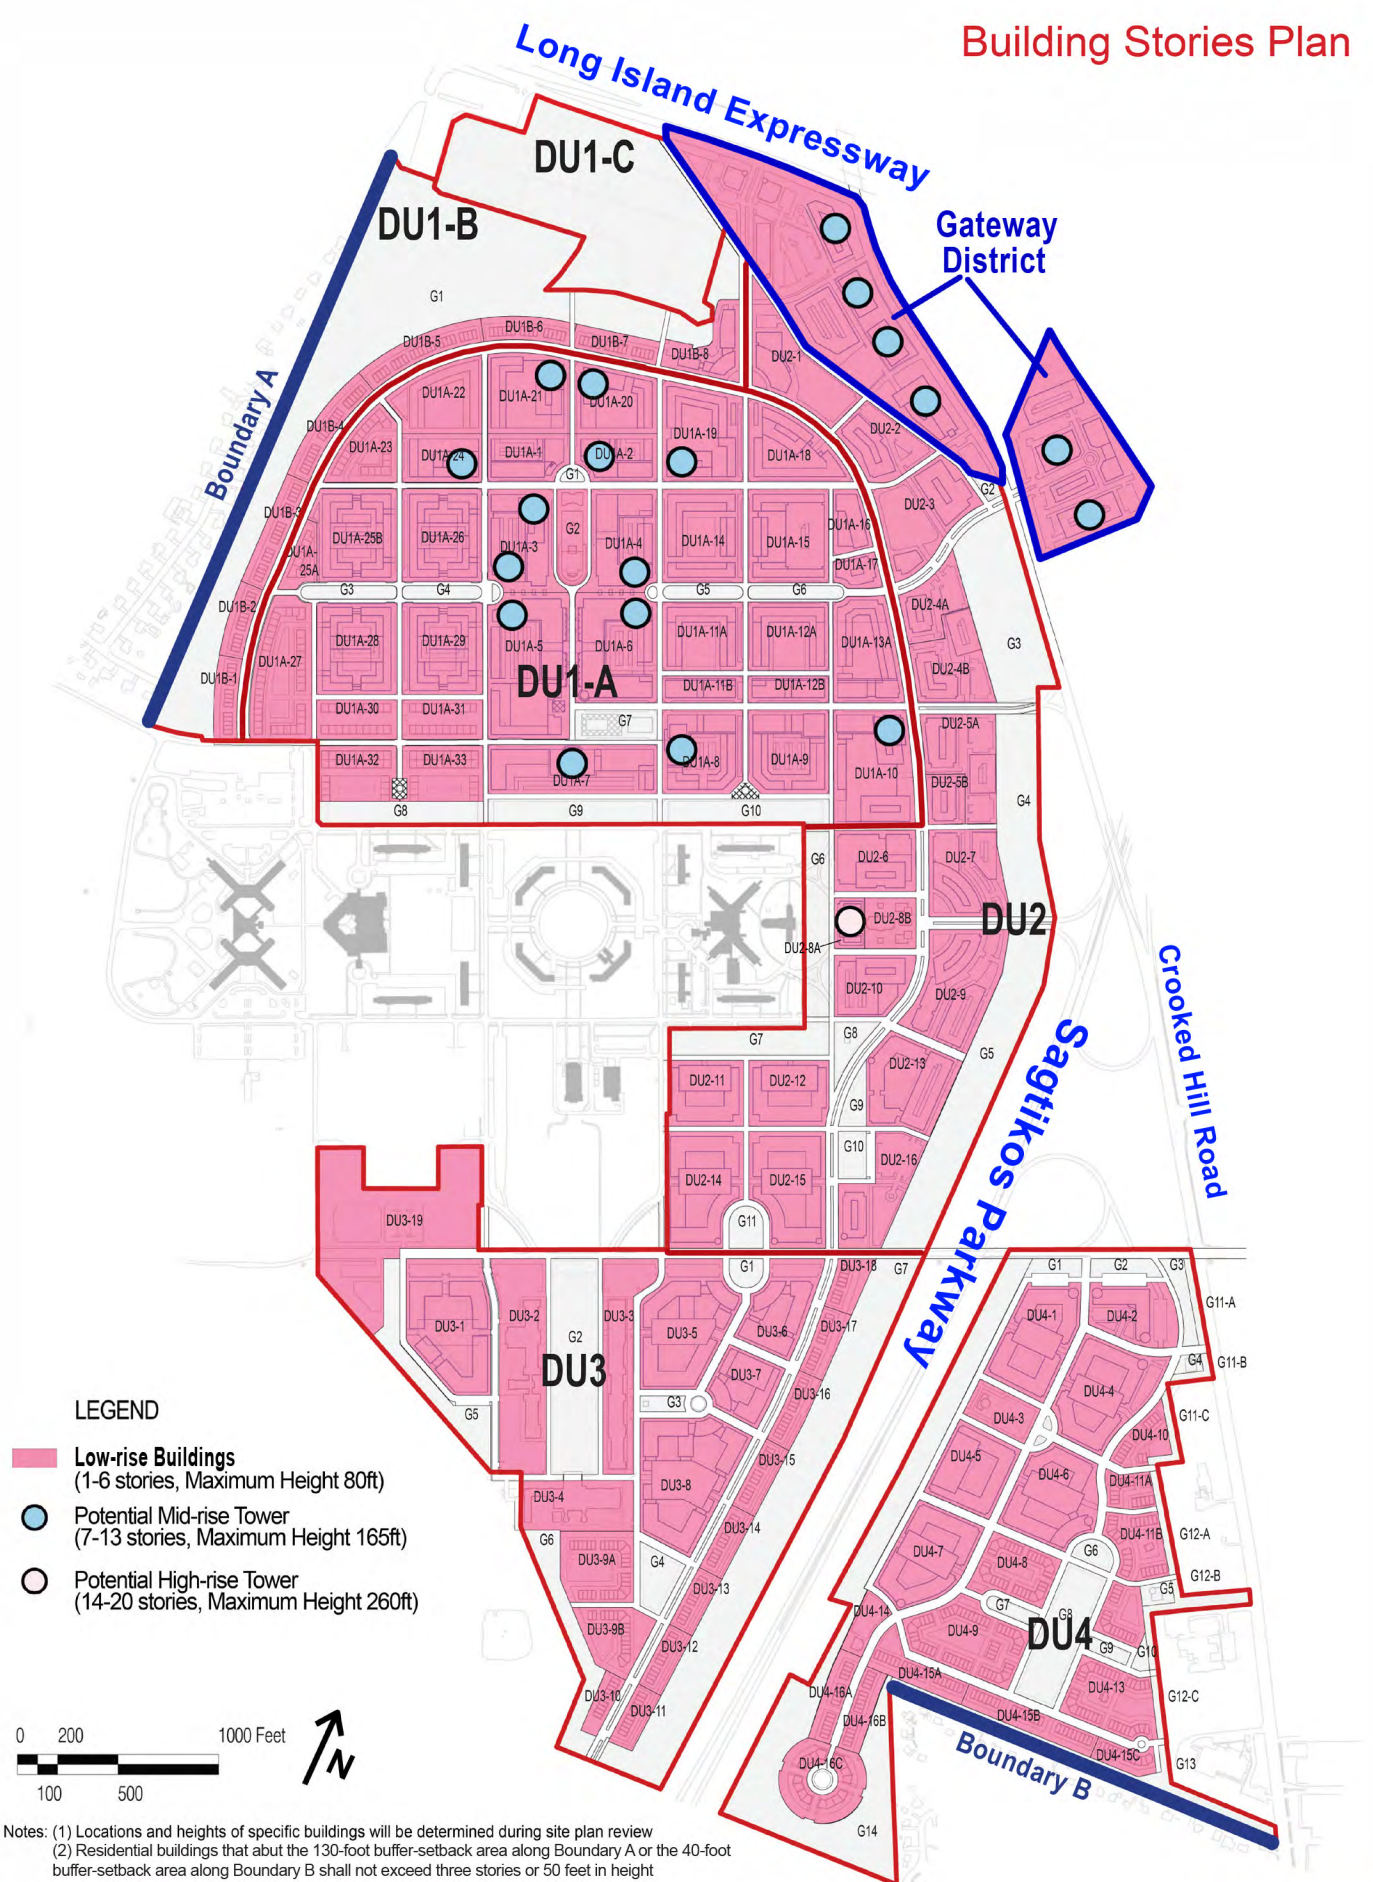 Building Stories Plan
Long Island Expressway
DU1-C
DU1-B
Gateway
District
G1
DU1B-6
DU1B-5
DU1B-7
DU1B-8
DU2-1
Boundary A
DU1A-22
DU1A-21
DU1A-20
DU1B-4
DU1A-23
DU1A-24
DU1A-1
DU1A-2
DU1A-19
DU1A-18
DU2-2
G1
G2
DU1B-3
DU2-3
DU1A-25B
DU1A-26
DU1A-3
G2
DU1A-4
DU1A-14
DU1A-15
DU1A-16
DU1A-
25A
DU1A-17
G3
G4
G5
G6
DU1B-2
DU2-4A
DU1A-28
DU1A-29
DU1A-5
DU1A-6
DU1A-11A
DU1A-12A
DU1A-13A
G3
DU1A-27
DU2-4B
DU1B-1
DU1-A
DU1A-11B
DU1A-12B
DU1A-30
DU1A-31
G7
DU2-5A
DU1A-32
DU1A-33
DU1A-7
DU1A-8
DU1A-9
DU1A-10
DU2-5B
G8
G9
G10
G4
G6
DU2-6
DU2-7
DU2-8B
DU2
DU2-8A
DU2-10
DU2-9
Crooked Hill Road
G7
G8
G5
Sagtikos Parkway
DU2-11
DU2-12
DU2-13
G9
G10
DU2-14
DU2-15
DU2-16
DU3-19
G11
G1
DU3-18
G7
G1
G2
G3
DU3-1
DU3-2
G2
DU3-3
DU3-5
DU3-6
DU3-17
DU4-1
DU4-2
G11-A
DU3
DU3-7
DU3-16
G4
G11-B
DU4-4
G5
G3
DU4-3
G11-C
DU4-10
DU3-15
DU4-5
DU4-6
DU4-11A
DU3-4
DU3-8
DU3-14
G6
DU4-11B
G12-A
DU3-9A
G4
DU4-7
DU4-8
G6
G12-B
DU3-13
G5
DU3-9B
DU3-12
DU4-14
G7
G8
DU4-9
DU4
G9
G10
DU3-10
DU3-11
DU4-15A
DU4-16A
DU4-13
G12-C
DU4-16B
DU4-15B
DU4-15C
DU4-16C
G13
G14
Boundary B
LEGEND
Low-rise Buildings
(1-6 stories, Maximum Height 80ft)
Potential Mid-rise Tower
(7-13 stories, Maximum Height 165ft)
Potential High-rise Tower
(14-20 stories, Maximum Height 260ft)
0 200 1000 Feet
100 500
N
Notes: (1) Locations and heights of specific buildings will be determined during site plan review
(2) Residential buildings that abut the 130-foot buffer-setback area along Boundary A or the 40-foot
buffer-setback area along Boundary B shall not exceed three stories or 50 feet in height